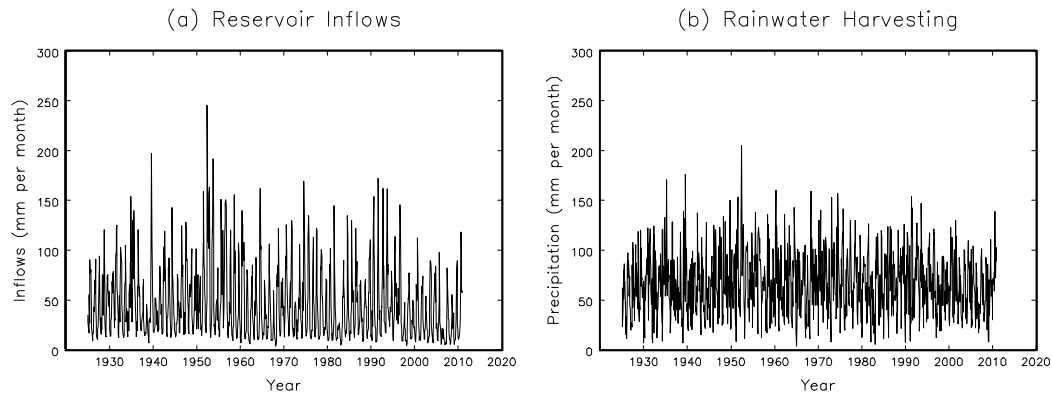 (a) Reservoir Inflows
300
250
200
150
100
50
0
Inflows (mm per month)
1930 1940 1950 1960 1970 1980 1990 2000 2010 2020
Year
(b) Rainwater Harvesting
300
250
200
150
100
50
0
Precipitation (mm per month)
1930 1940 1950 1960 1970 1980 1990 2000 2010 2020
Year